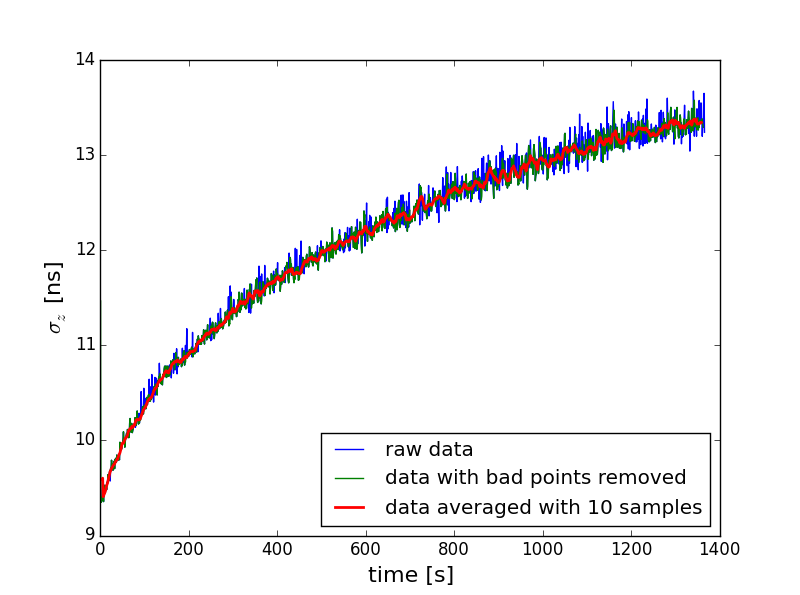 14
13
12
11
10
9
σz [ns]
0 200 400 600 800 1000 1200 1400
time [s]
raw data
data with bad points removed
data averaged with 10 samples